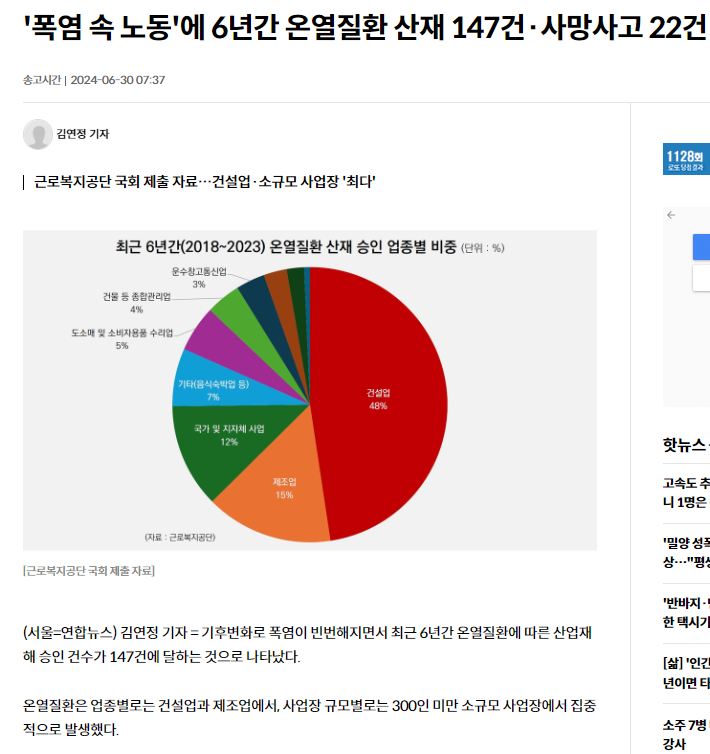 '폭염 속 노동'에 6년간 온열질환 산재 147건·사망사고 22건
송고시간 | 2024-06-30 07:37
김연정 기자
근로복지공단 국회 제출 자료…건설업·소규모 사업장 '최다'
최근 6년간(2018~2023) 온열질환 산재 승인 업종별 비중 (단위 : %)
운수창고통신업
3%
건물 등 종합관리업
4%
도소매 및 소비자용품 수리업
5%
기타(음식숙박업 등)
7%
국가 및 지자체 사업
12%
제조업
15%
건설업
48%
(자료 : 근로복지공단)
[근로복지공단 국회 제출 자료]
(서울=연합뉴스) 김연정 기자 = 기후변화로 폭염이 빈번해지면서 최근 6년간 온열질환에 따른 산업재
해 승인 건수가 147건에 달하는 것으로 나타났다.
온열질환은 업종별로는 건설업과 제조업에서, 사업장 규모별로는 300인 미만 소규모 사업장에서 집중
적으로 발생했다.
1128회
로또당첨결과
핫뉴스
고속도 추
니 1명은
'밀양 성폭
상…"평생
'반바지·
한 택시기
[삶] '인간
년이면 타
소주 7병
강사